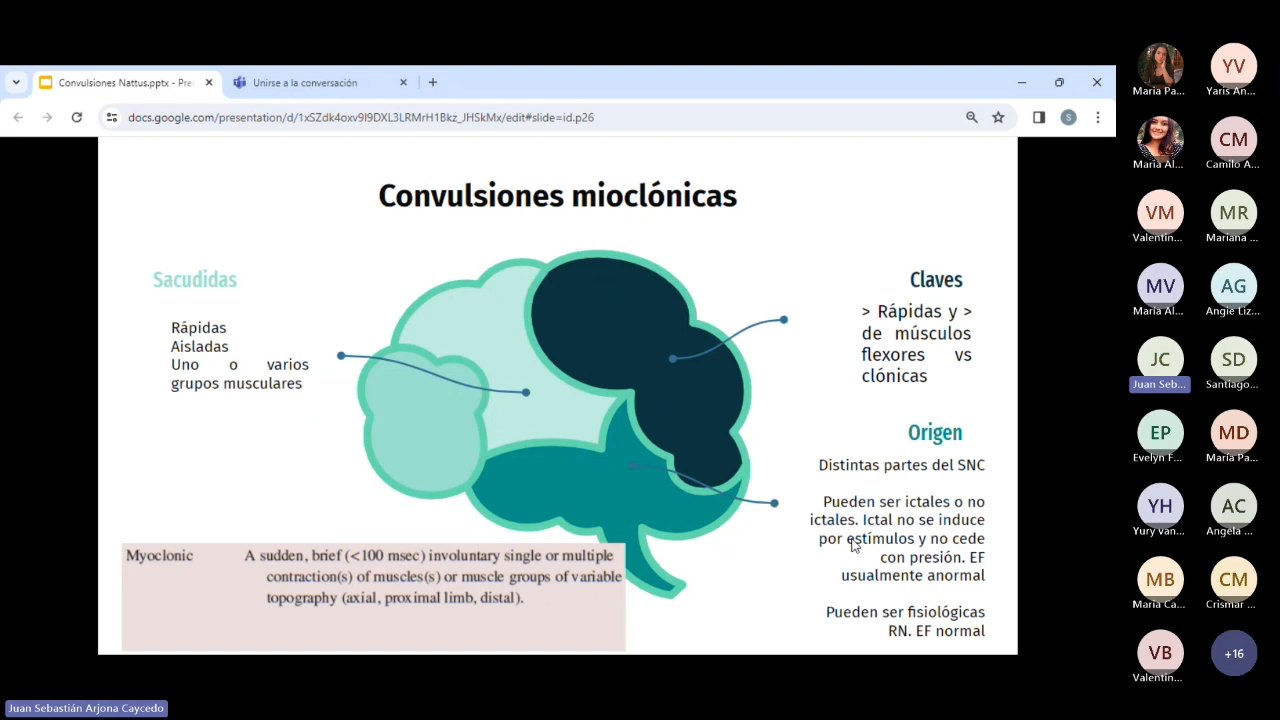 Convulsiones Nattus.pptx - Pre
Unirse a la conversación
docs.google.com/presentation/d/1xSZdk4oxv9I9DXL3LRMrH1Bkz_JHSkMx/edit#slide=id.p26
S
Convulsiones mioclónicas
Sacudidas
Rápidas
Aisladas
Uno o varios
grupos musculares
Claves
> Rápidas y >
de músculos
flexores vs
clónicas
Origen
Distintas partes del SNC
Pueden ser ictales o no
ictales. Ictal no se induce
por estímulos y no cede
con presión. EF
usualmente anormal
Pueden ser fisiológicas
RN. EF normal
Myoclonic A sudden, brief (<100 msec) involuntary single or multiple
contraction(s) of muscles(s) or muscle groups of variable
topography (axial, proximal limb, distal).
Maria Pa...
YV
Yaris An...
Maria Al...
CM
Camilo A...
VM
Valentin...
MR
Mariana ...
MV
María Al...
AG
Angie Liz...
JC
Juan Seb...
SD
Santiago...
EP
Evelyn F...
MD
María Pa...
YH
Yury van...
AC
Angela ...
MB
Maria Ca...
CM
Crismar ...
VB
Valentin...
+16
Juan Sebastián Arjona Caycedo